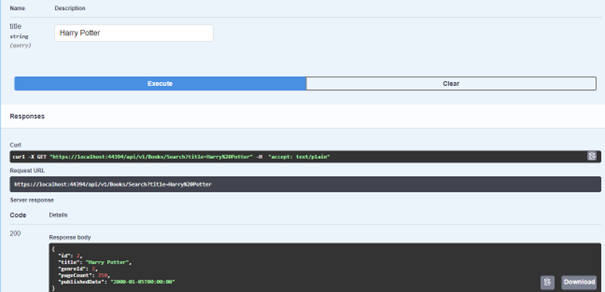 Name Description
title
string
(query)
Harry Potter
Execute Clear
Responses
Curl
curl -X GET "https://localhost:44394/api/v1/Books/Search?title=Harry%20Potter" -H "accept: text/plain"
Request URL
https://localhost:44394/api/v1/Books/Search?title=Harry%20Potter
Server response
Code Details
200
Response body
{
"id": 2,
"title": "Harry Potter",
"genreId": 1,
"pageCount": 250,
"publishedDate": "2000-01-05T00:00:00"
}
Download